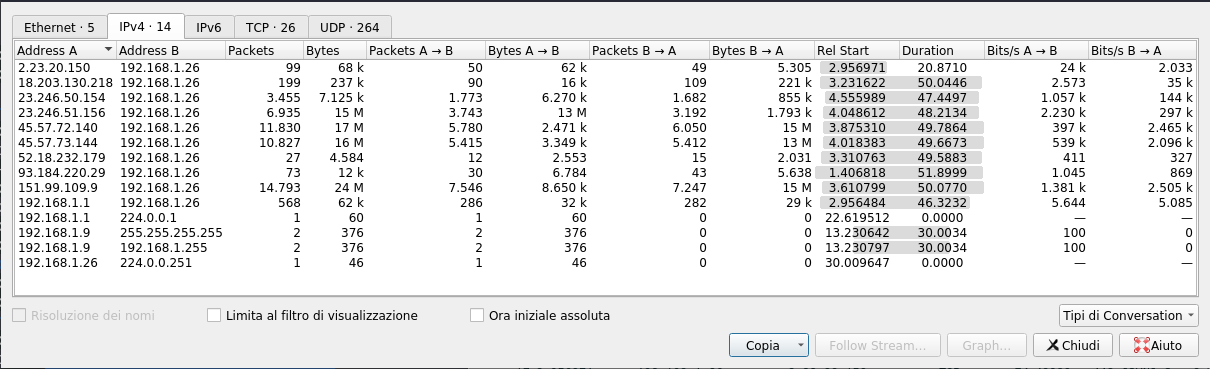 Ethernet · 5 IPv4 · 14 IPv6 TCP · 26 UDP · 264
Address A Address B Packets Bytes Packets A → B Bytes A → B Packets B → A Bytes B → A Rel Start Duration Bits/s A → B Bits/s B → A
2.23.20.150 192.168.1.26 99 68 k 50 62 k 49 5.305 2.956971 20.8710 24 k 2.033
18.203.130.218 192.168.1.26 199 237 k 90 16 k 109 221 k 3.231622 50.0446 2.573 35 k
23.246.50.154 192.168.1.26 3.455 7.125 k 1.773 6.270 k 1.682 855 k 4.555989 47.4497 1.057 k 144 k
23.246.51.156 192.168.1.26 6.935 15 M 3.743 13 M 3.192 1.793 k 4.048612 48.2134 2.230 k 297 k
45.57.72.140 192.168.1.26 11.830 17 M 5.780 2.471 k 6.050 15 M 3.875310 49.7864 397 k 2.465 k
45.57.73.144 192.168.1.26 10.827 16 M 5.415 3.349 k 5.412 13 M 4.018383 49.6673 539 k 2.096 k
52.18.232.179 192.168.1.26 27 4.584 12 2.553 15 2.031 3.310763 49.5883 411 327
93.184.220.29 192.168.1.26 73 12 k 30 6.784 43 5.638 1.406818 51.8999 1.045 869
151.99.109.9 192.168.1.26 14.793 24 M 7.546 8.650 k 7.247 15 M 3.610799 50.0770 1.381 k 2.505 k
192.168.1.1 192.168.1.26 568 62 k 286 32 k 282 29 k 2.956484 46.3232 5.644 5.085
192.168.1.1 224.0.0.1 1 60 1 60 0 0 22.619512 0.0000 — —
192.168.1.9 255.255.255.255 2 376 2 376 0 0 13.230642 30.0034 100 0
192.168.1.9 192.168.1.255 2 376 2 376 0 0 13.230797 30.0034 100 0
192.168.1.26 224.0.0.251 1 46 1 46 0 0 30.009647 0.0000 — —
Risoluzione dei nomi Limita al filtro di visualizzazione Ora iniziale assoluta Tipi di Conversation
Copia Follow Stream... Graph... Chiudi Aiuto